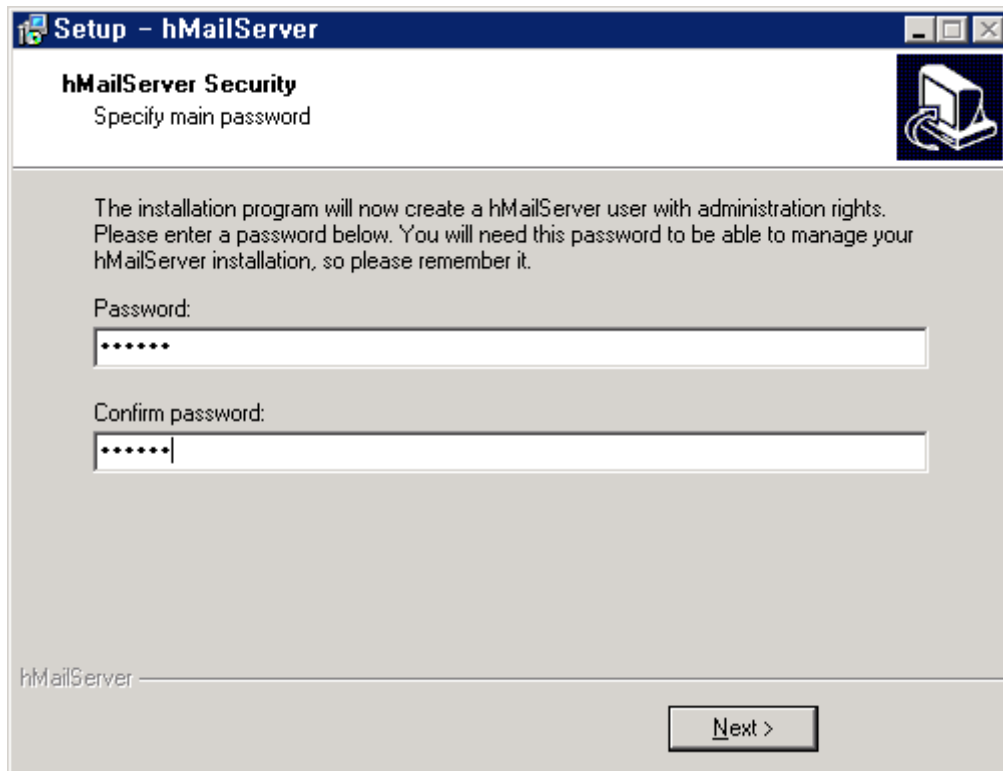 Setup - hMailServer
hMailServer Security
Specify main password
The installation program will now create a hMailServer user with administration rights.
Please enter a password below. You will need this password to be able to manage your
hMailServer installation, so please remember it.
Password:
••••••
Confirm password:
••••••
hMailServer
Next >